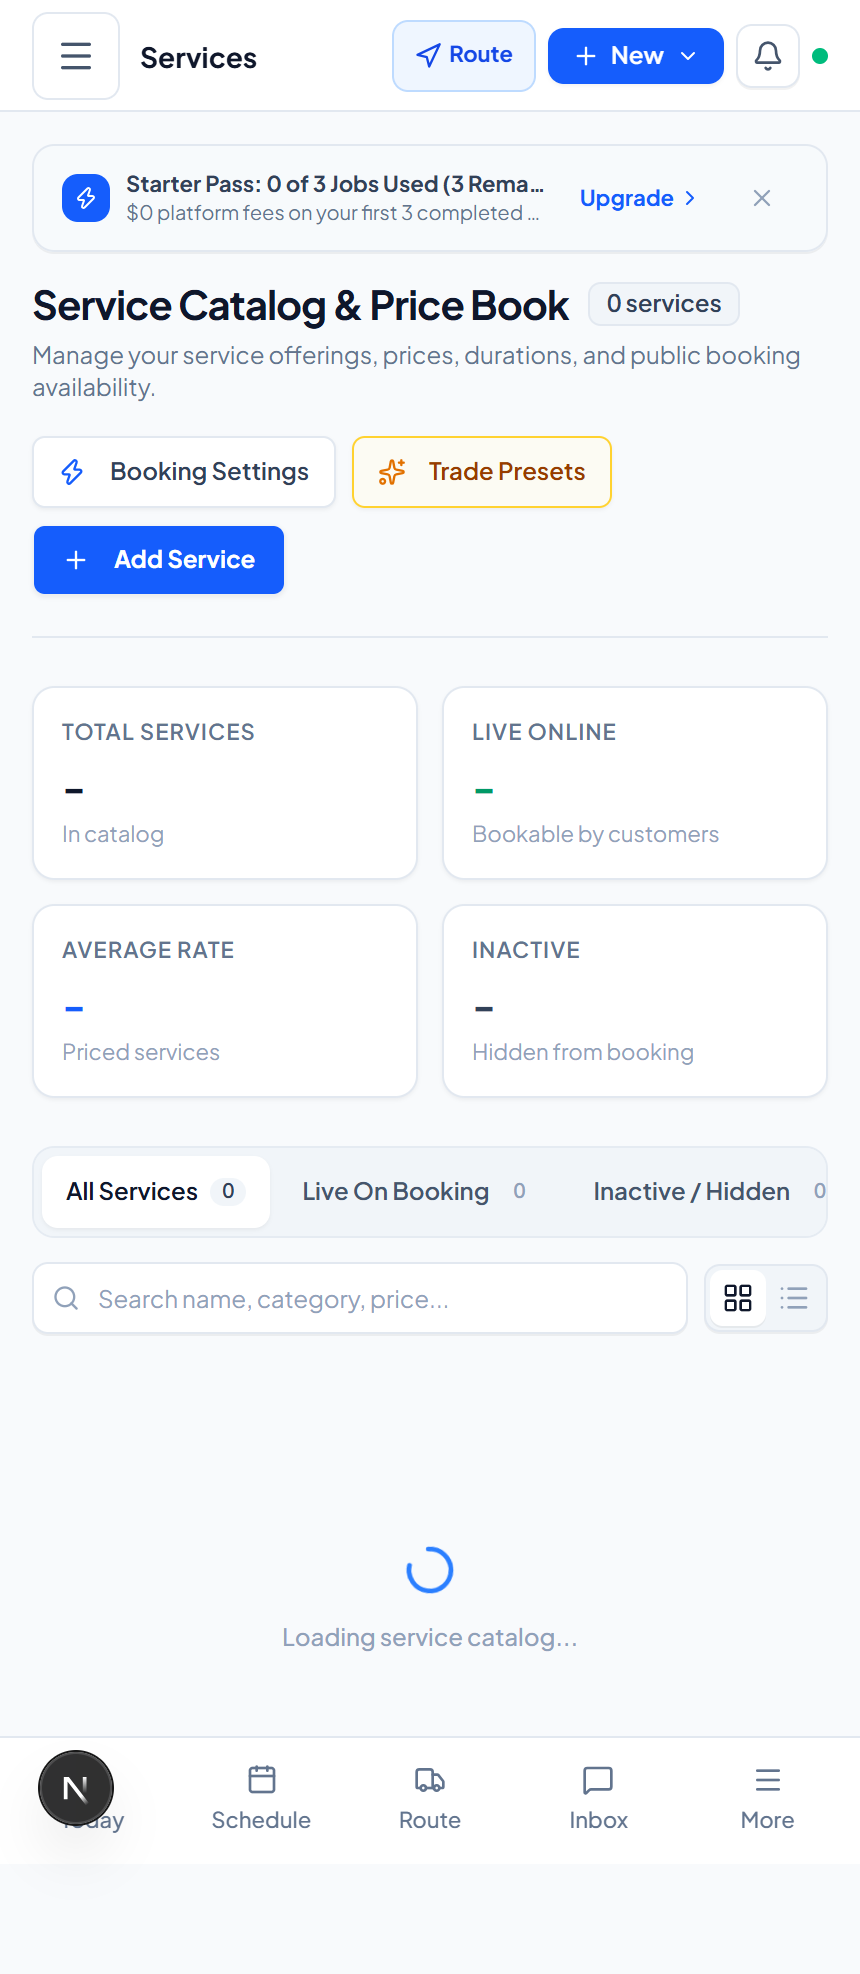 Services
Route
New
Starter Pass: 0 of 3 Jobs Used (3 Rema...
$0 platform fees on your first 3 completed ...
Upgrade
Service Catalog & Price Book
0 services
Manage your service offerings, prices, durations, and public booking
availability.
Booking Settings
Trade Presets
Add Service
TOTAL SERVICES
-
In catalog
LIVE ONLINE
-
Bookable by customers
AVERAGE RATE
-
Priced services
INACTIVE
-
Hidden from booking
All Services 0
Live On Booking 0
Inactive / Hidden 0
Search name, category, price...
Loading service catalog...
N
Today
Schedule
Route
Inbox
More